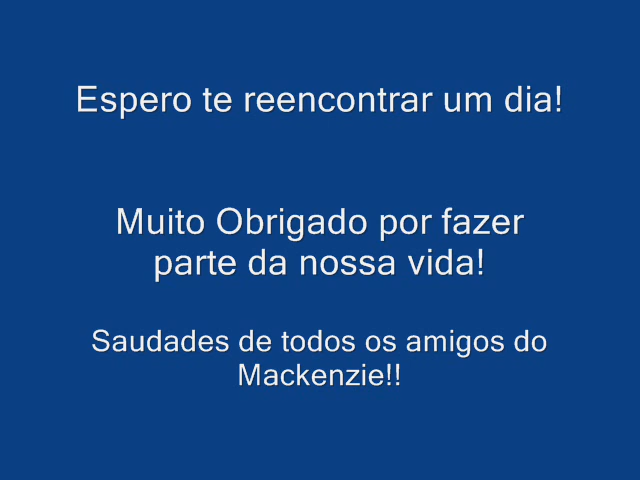 Espero te reencontrar um dia!
Muito Obrigado por fazer
parte da nossa vida!
Saudades de todos os amigos do
Mackenzie!!